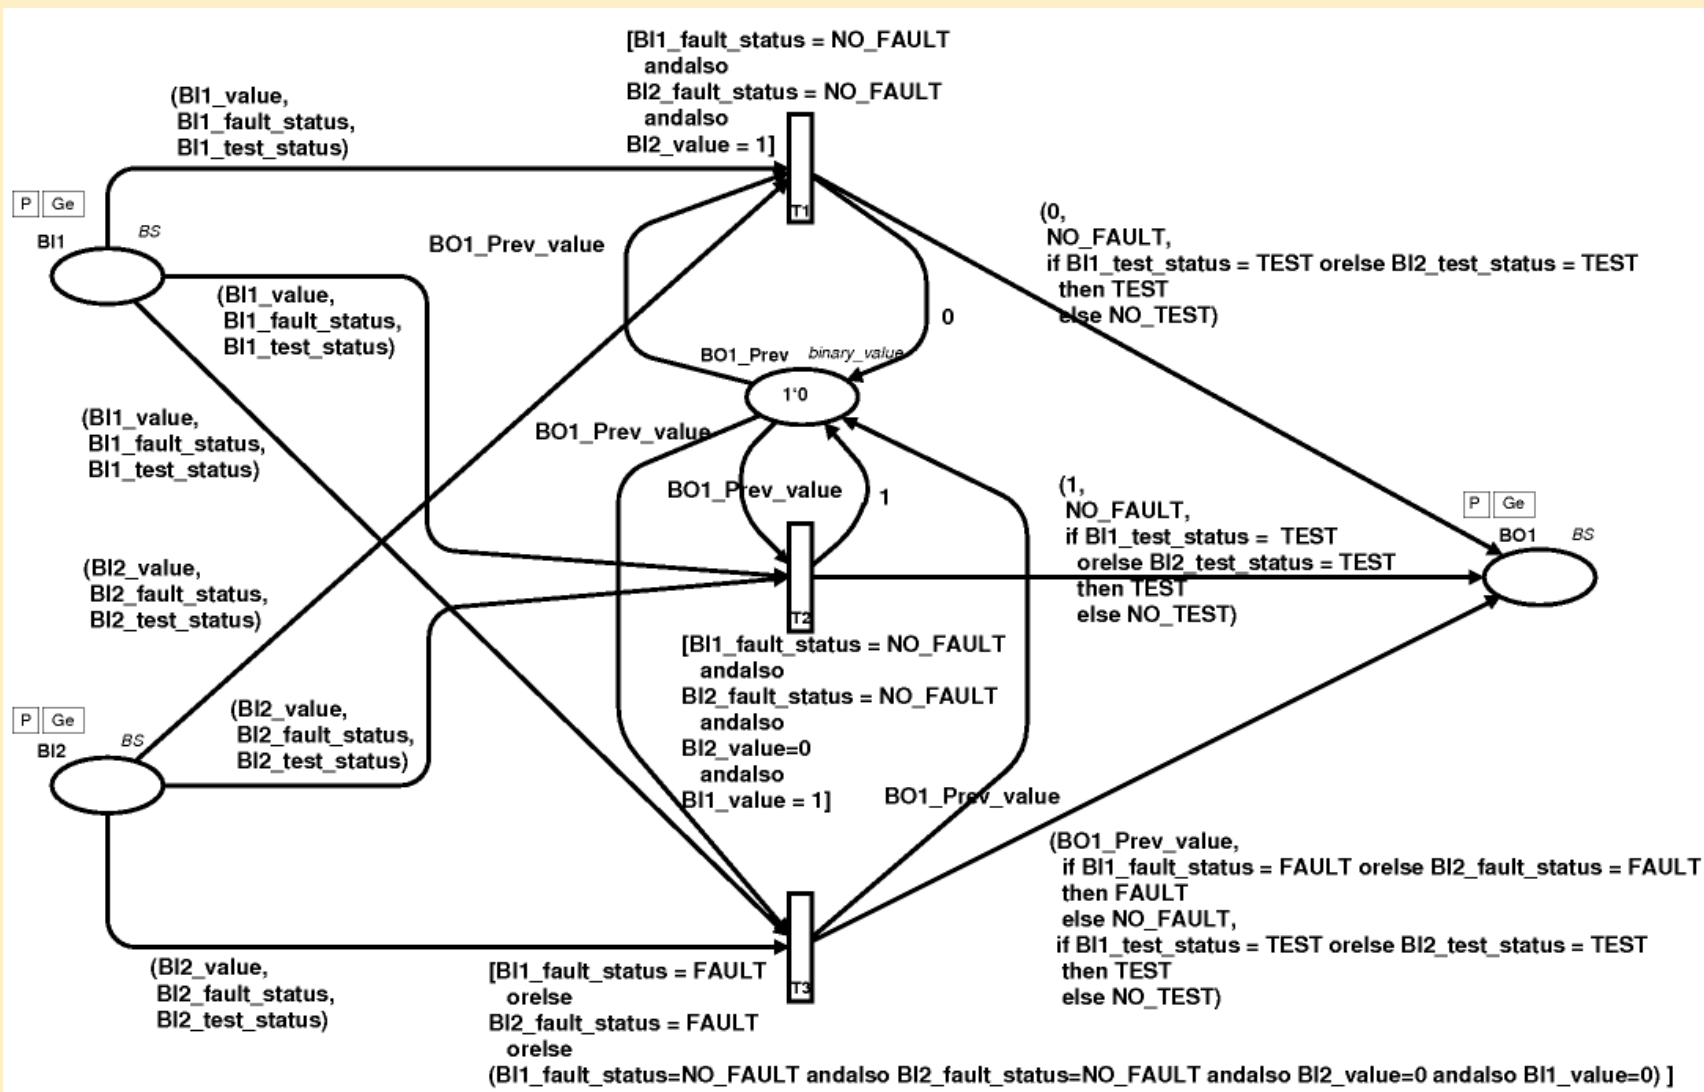 [BI1_fault_status = NO_FAULT
andalso
BI2_fault_status = NO_FAULT
andalso
BI2_value = 1]
(BI1_value,
BI1_fault_status,
BI1_test_status)
T1
P Ge
BI1
BS
BO1_Prev_value
(0,
NO_FAULT,
if BI1_test_status = TEST orelse BI2_test_status = TEST
then TEST
else NO_TEST)
(BI1_value,
BI1_fault_status,
BI1_test_status)
0
BO1_Prev
binary_value
1`0
(BI1_value,
BI1_fault_status,
BI1_test_status)
BO1_Prev_value
BO1_Prev_value
1
(1,
NO_FAULT,
if BI1_test_status = TEST
orelse BI2_test_status = TEST
then TEST
else NO_TEST)
P Ge
BO1
BS
(BI2_value,
BI2_fault_status,
BI2_test_status)
T2
[BI1_fault_status = NO_FAULT
andalso
BI2_fault_status = NO_FAULT
andalso
BI2_value=0
andalso
BI1_value = 1]
P Ge
BI2
BS
(BI2_value,
BI2_fault_status,
BI2_test_status)
BO1_Prev_value
(BO1_Prev_value,
if BI1_fault_status = FAULT orelse BI2_fault_status = FAULT
then FAULT
else NO_FAULT,
if BI1_test_status = TEST orelse BI2_test_status = TEST
then TEST
else NO_TEST)
(BI2_value,
BI2_fault_status,
BI2_test_status)
T3
[BI1_fault_status = FAULT
orelse
BI2_fault_status = FAULT
orelse
(BI1_fault_status=NO_FAULT andalso BI2_fault_status=NO_FAULT andalso BI2_value=0 andalso BI1_value=0) ]